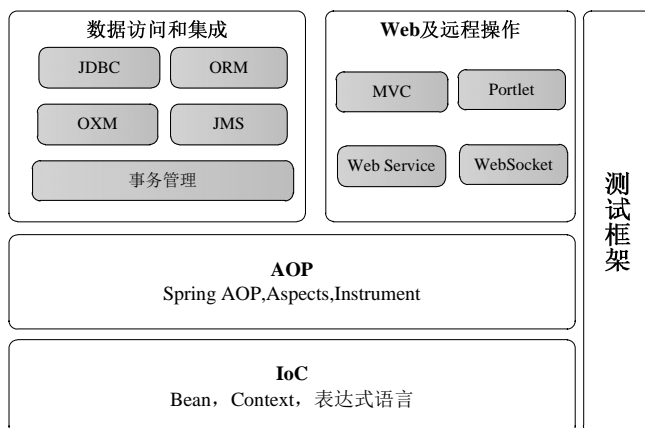 数据访问和集成
JDBC
ORM
OXM
JMS
事务管理
Web及远程操作
MVC
Portlet
Web Service
WebSocket
AOP
Spring AOP,Aspects,Instrument
IoC
Bean，Context，表达式语言
测
试
框
架